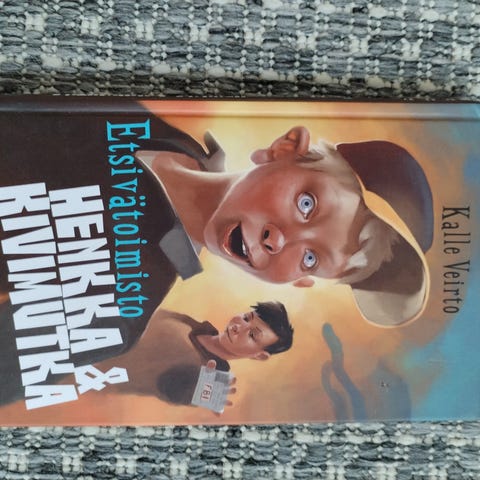 Kalle Veirto
Etsivätoimisto
HENKKA &
KIVIMUTKA
FBI